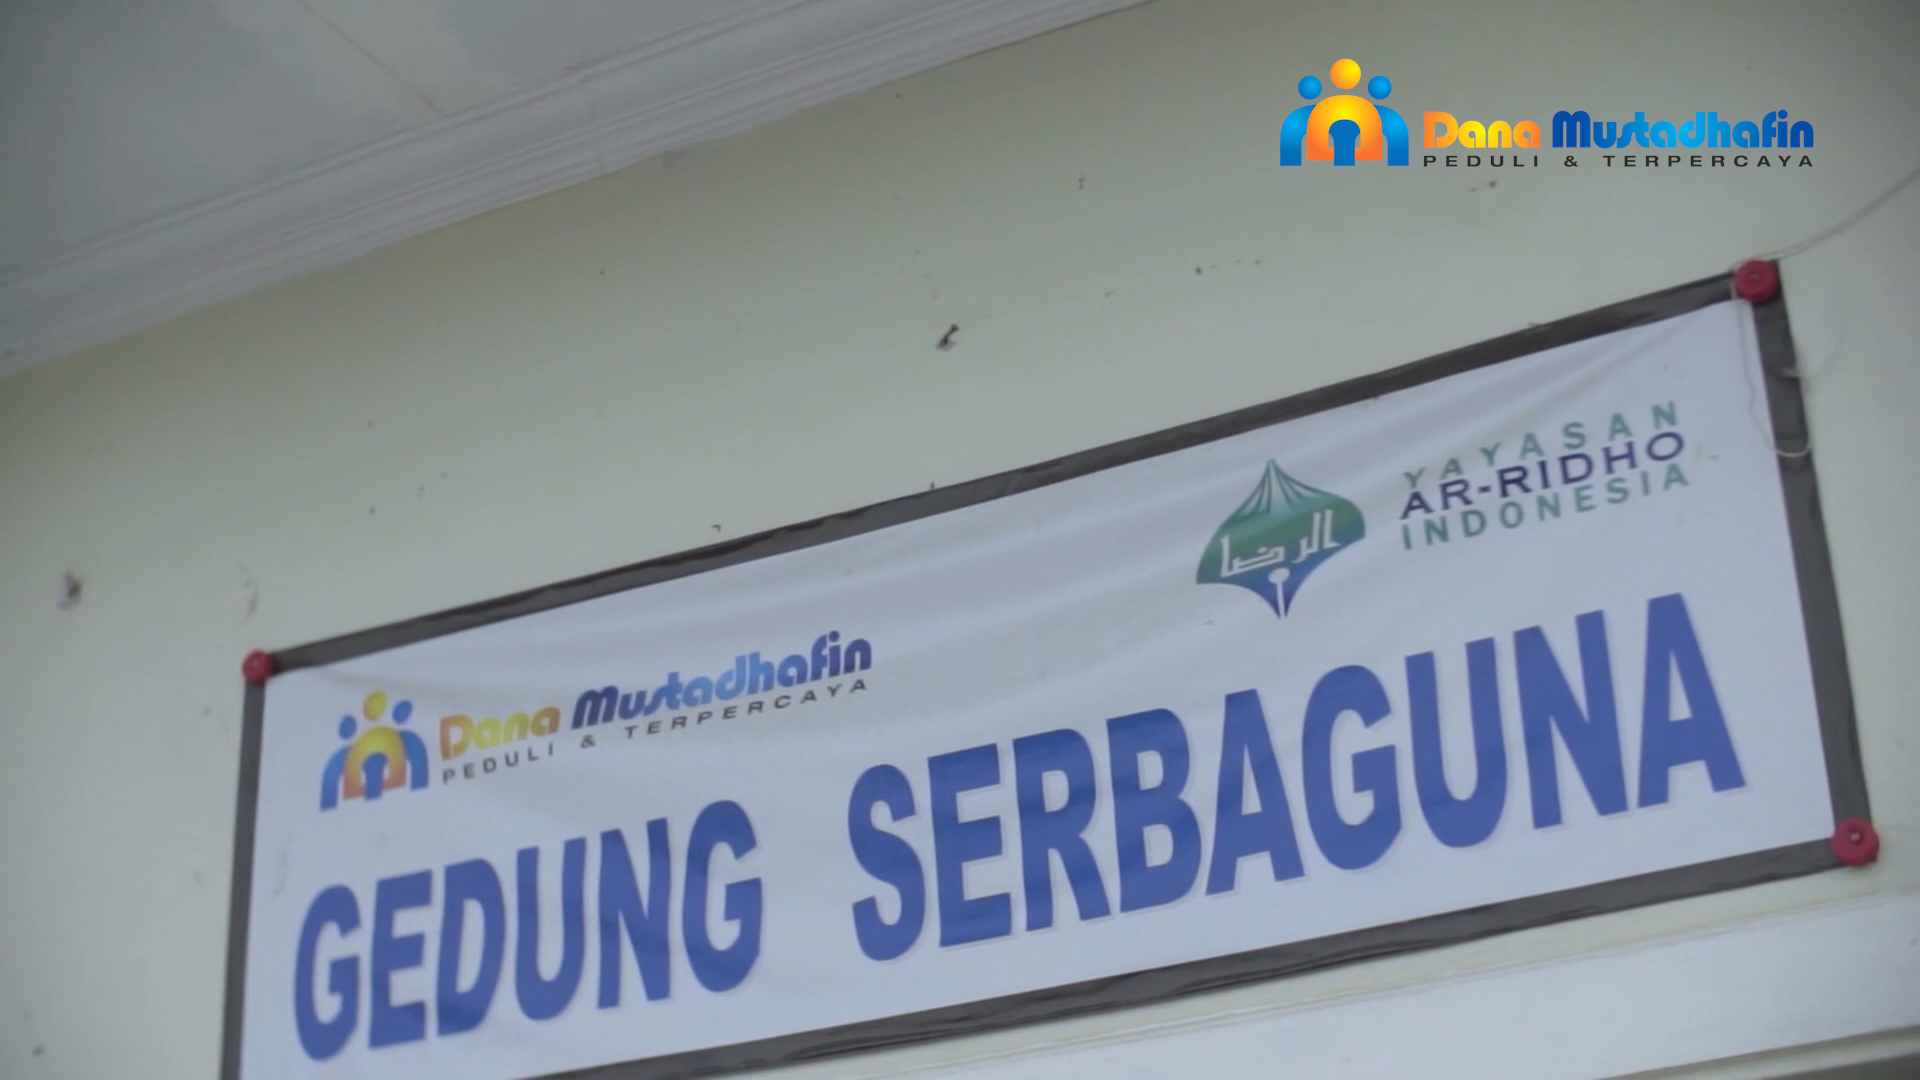 Dana Mustadhafin
PEDULI & TERPERCAYA
YAYASAN
AR-RIDHO
INDONESIA
الرضا
Dana Mustadhafin
PEDULI & TERPERCAYA
GEDUNG SERBAGUNA